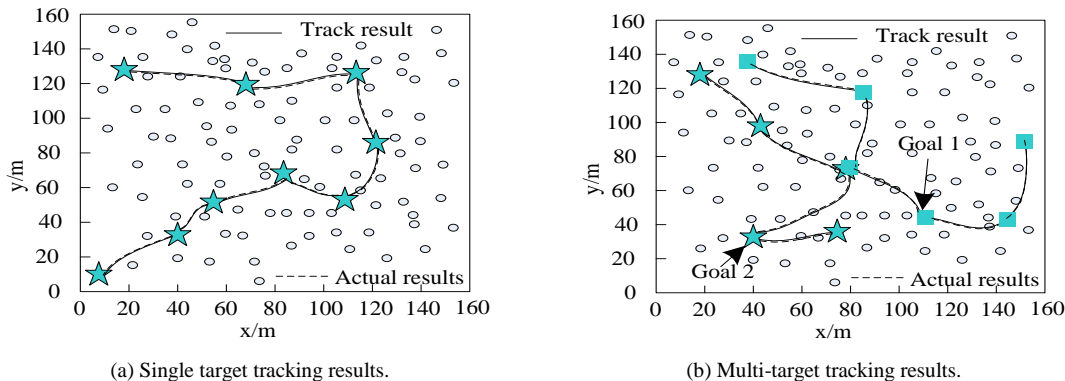 160
140
120
100
80
60
40
20
0
y/m
Track result
Actual results
0 20 40 60 80 100 120 140 160
x/m
(a) Single target tracking results.
160
140
120
100
80
60
40
20
0
y/m
Track result
Goal 1
Goal 2
Actual results
0 20 40 60 80 100 120 140 160
x/m
(b) Multi-target tracking results.